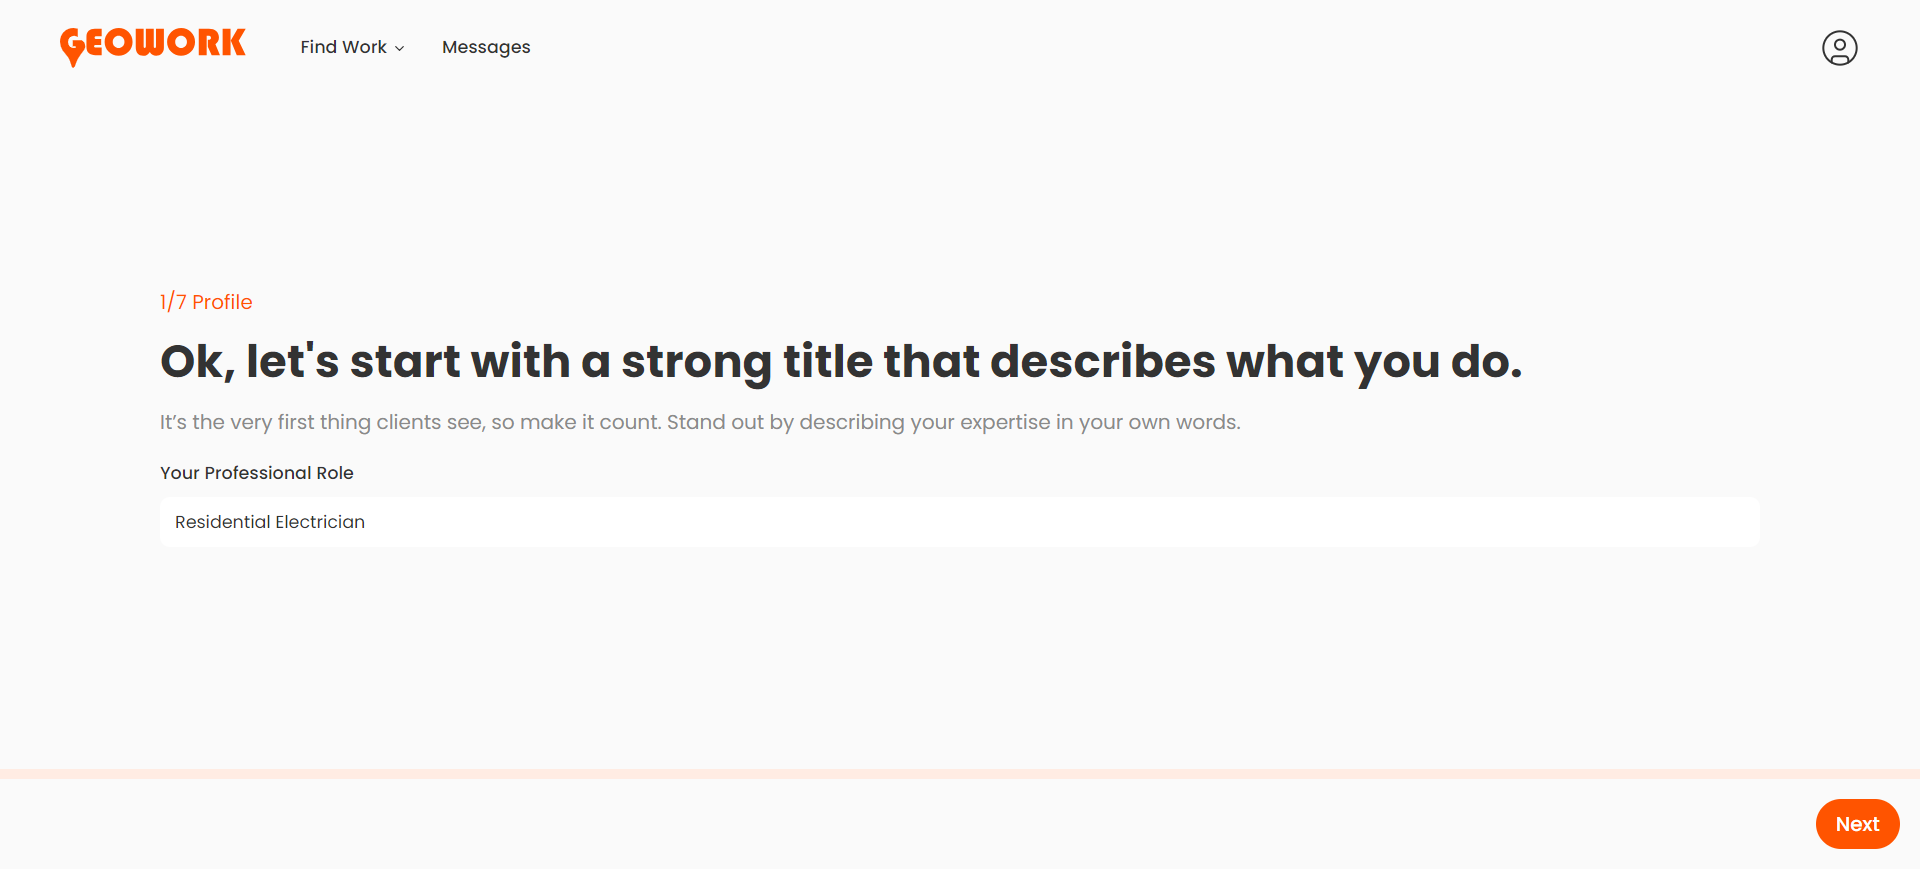 GEOWORK
Find Work
Messages
1/7 Profile
Ok, let's start with a strong title that describes what you do.
It’s the very first thing clients see, so make it count. Stand out by describing your expertise in your own words.
Your Professional Role
Residential Electrician
Next